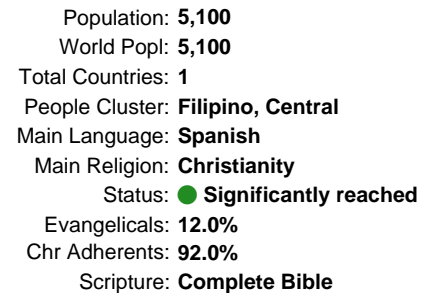 Population: 5,100
World Popl: 5,100
Total Countries: 1
People Cluster: Filipino, Central
Main Language: Spanish
Main Religion: Christianity
Status: Significantly reached
Evangelicals: 12.0%
Chr Adherents: 92.0%
Scripture: Complete Bible